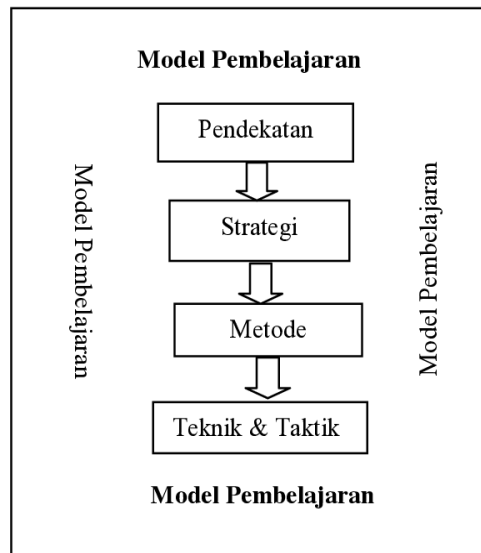 Model Pembelajaran
Pendekatan
Model Pembelajaran
Model Pembelajaran
Strategi
Metode
Teknik & Taktik
Model Pembelajaran